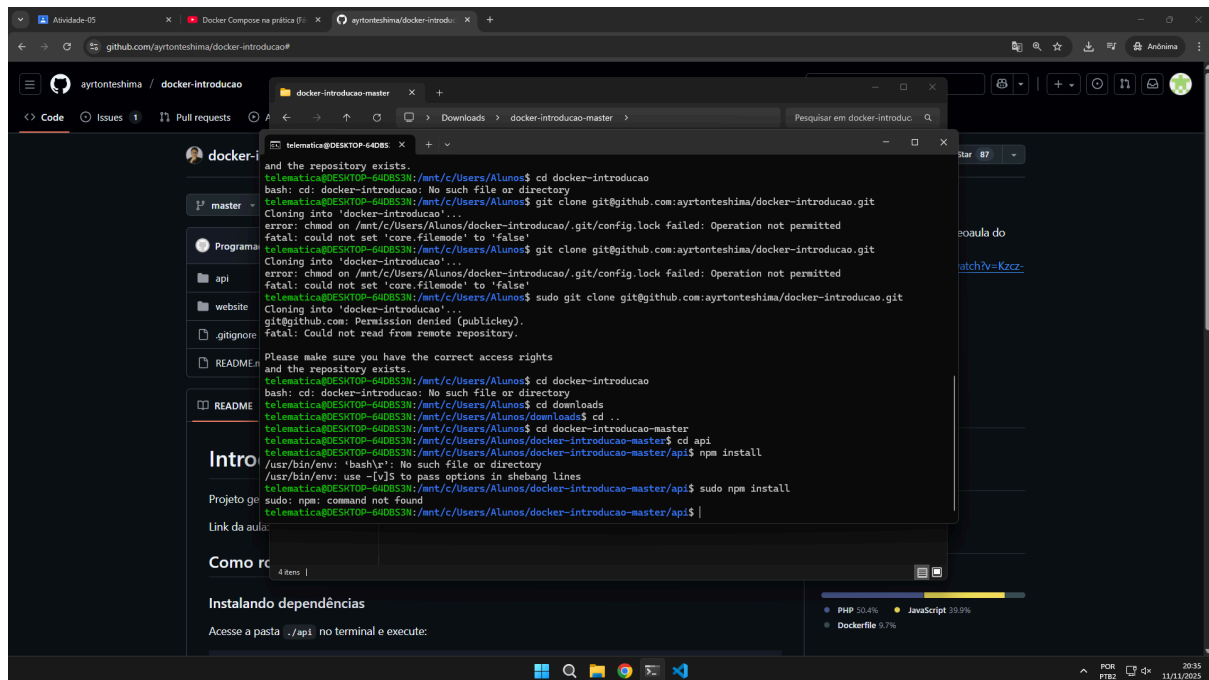 Atividade-05
Docker Compose na prática (Fá
ayrtonteshima/docker-introduc
github.com/ayrtonteshima/docker-introducao#
Anônima
ayrtonteshima / docker-introducao
docker-introducao-master
Code
Issues 1
Pull requests
A
Downloads
docker-introducao-master
Pesquisar em docker-introduc
telematica@DESKTOP-64DBS
docker-i
Star 87
master
Programa
api
website
.gitignore
README.m
README
eoaula do
vatch?v=Kzcz-
and the repository exists.
telematica@DESKTOP-64DBS3N:/mnt/c/Users/Alunos$ cd docker-introducao
bash: cd: docker-introducao: No such file or directory
telematica@DESKTOP-64DBS3N:/mnt/c/Users/Alunos$ git clone git@github.com:ayrtonteshima/docker-introducao.git
Cloning into 'docker-introducao'...
error: chmod on /mnt/c/Users/Alunos/docker-introducao/.git/config.lock failed: Operation not permitted
fatal: could not set 'core.filemode' to 'false'
telematica@DESKTOP-64DBS3N:/mnt/c/Users/Alunos$ git clone git@github.com:ayrtonteshima/docker-introducao.git
Cloning into 'docker-introducao'...
error: chmod on /mnt/c/Users/Alunos/docker-introducao/.git/config.lock failed: Operation not permitted
fatal: could not set 'core.filemode' to 'false'
telematica@DESKTOP-64DBS3N:/mnt/c/Users/Alunos$ sudo git clone git@github.com:ayrtonteshima/docker-introducao.git
Cloning into 'docker-introducao'...
git@github.com: Permission denied (publickey).
fatal: Could not read from remote repository.
Please make sure you have the correct access rights
and the repository exists.
telematica@DESKTOP-64DBS3N:/mnt/c/Users/Alunos$ cd docker-introducao
bash: cd: docker-introducao: No such file or directory
telematica@DESKTOP-64DBS3N:/mnt/c/Users/Alunos$ cd downloads
telematica@DESKTOP-64DBS3N:/mnt/c/Users/Alunos/downloads$ cd ..
telematica@DESKTOP-64DBS3N:/mnt/c/Users/Alunos$ cd docker-introducao-master
telematica@DESKTOP-64DBS3N:/mnt/c/Users/Alunos/docker-introducao-master$ cd api
telematica@DESKTOP-64DBS3N:/mnt/c/Users/Alunos/docker-introducao-master/api$ npm install
/usr/bin/env: ‘bash\r’: No such file or directory
/usr/bin/env: use -[v]S to pass options in shebang lines
telematica@DESKTOP-64DBS3N:/mnt/c/Users/Alunos/docker-introducao-master/api$ sudo npm install
sudo: npm: command not found
telematica@DESKTOP-64DBS3N:/mnt/c/Users/Alunos/docker-introducao-master/api$
Intro
Projeto ge
Link da aula:
Como ro
4 itens
Instalando dependências
Acesse a pasta ./api no terminal e execute:
PHP 50.4%
JavaScript 39.9%
Dockerfile 9.7%
POR
PTB2
20:35
11/11/2025